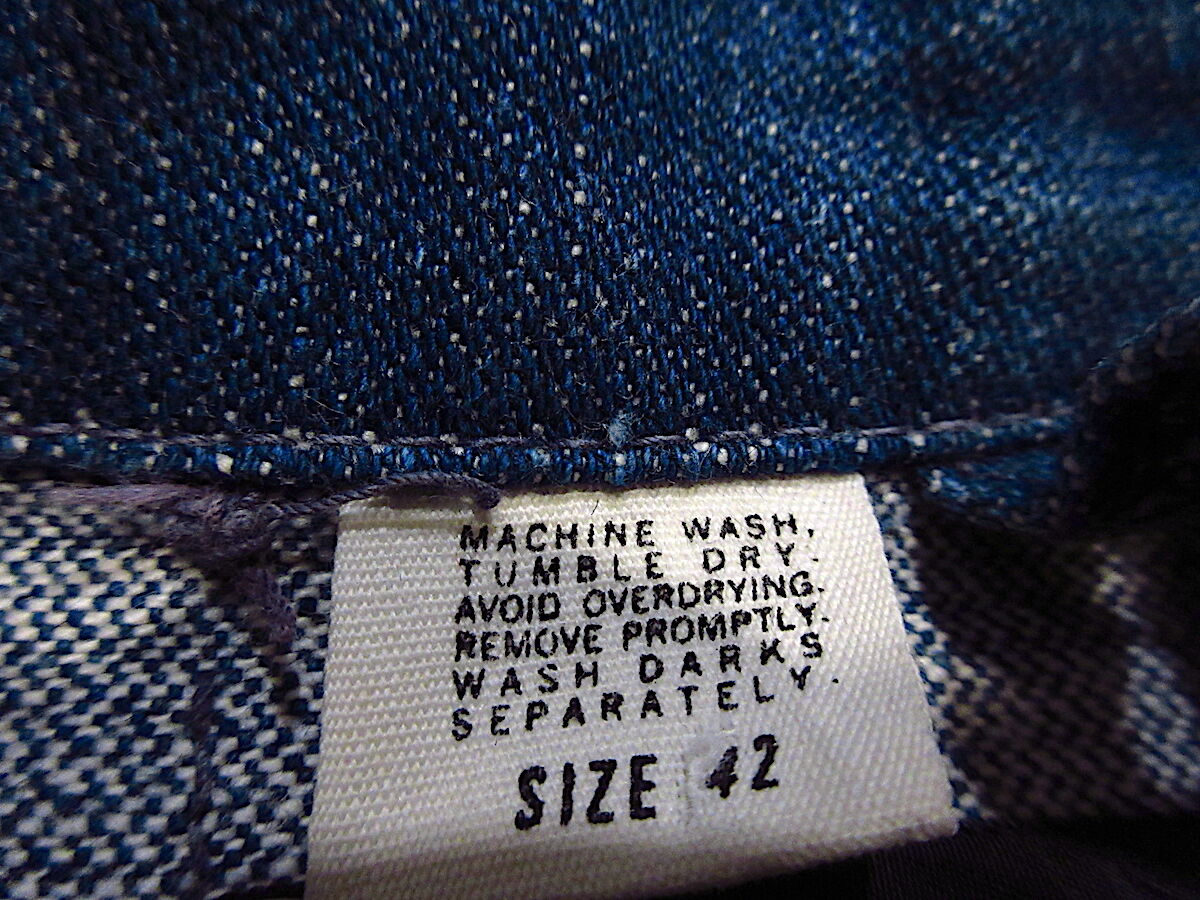 MACHINE WASH,
TUMBLE DRY.
AVOID OVERDRYING.
REMOVE PROMPTLY.
WASH DARKS
SEPARATELY.
SIZE 42